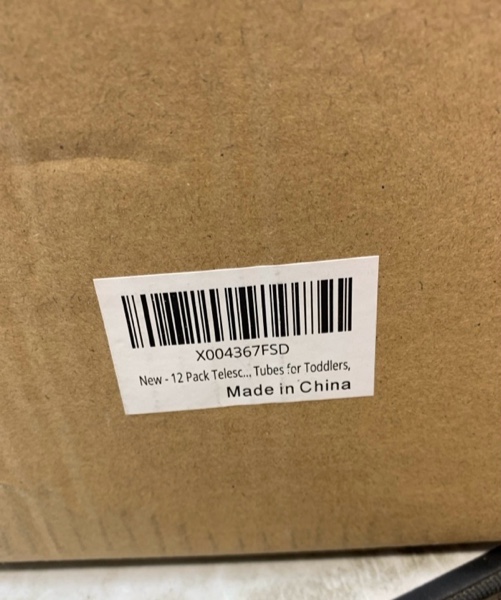 X004367FSD
New - 12 Pack Telesc... Tubes for Toddlers,
Made in China